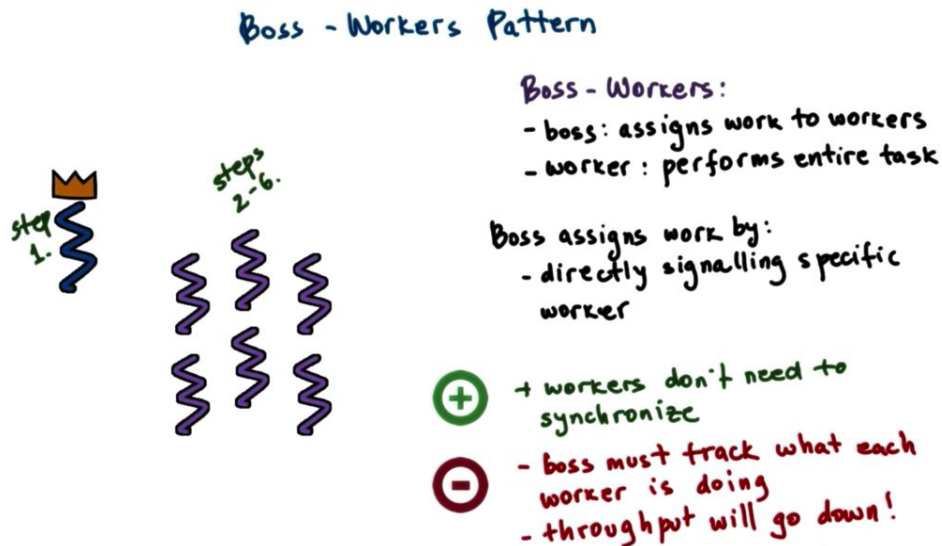 Boss - Workers Pattern
Boss - Workers:
- boss: assigns work to workers
- worker: performs entire task
steps
2-6.
step
1.
Boss assigns work by:
- directly signalling specific
worker
+ workers don't need to
synchronize
- boss must track what each
worker is doing
- throughput will go down!